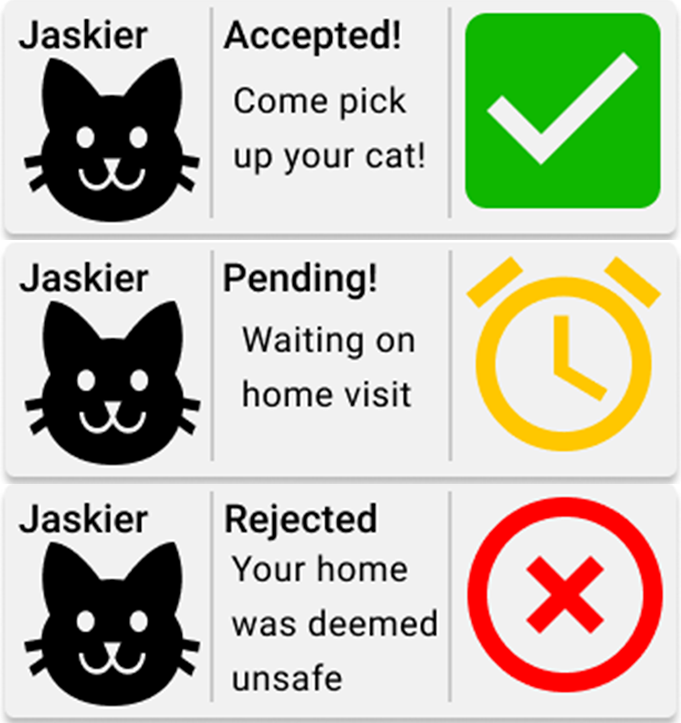 Jaskier
Accepted!
Come pick
up your cat!
Jaskier
Pending!
Waiting on
home visit
Jaskier
Rejected
Your home
was deemed
unsafe